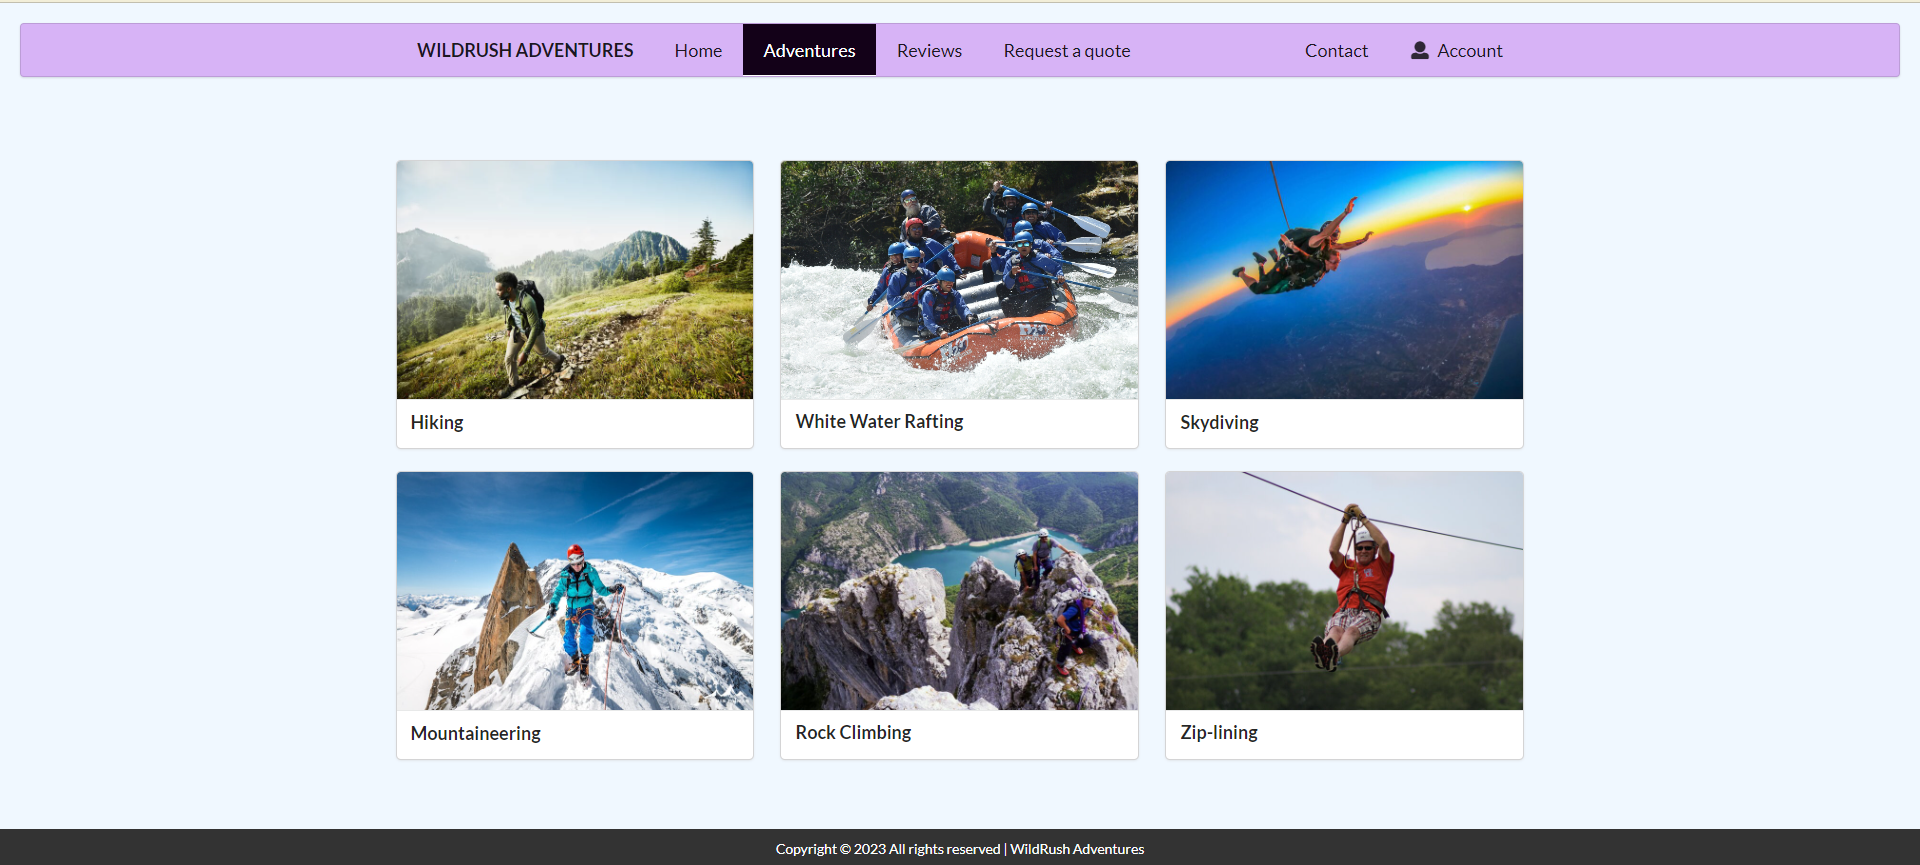 WILDRUSH ADVENTURES Home Adventures Reviews Request a quote Contact Account
Hiking
White Water Rafting
Skydiving
Mountaineering
Rock Climbing
Zip-lining
Copyright © 2023 All rights reserved | WildRush Adventures